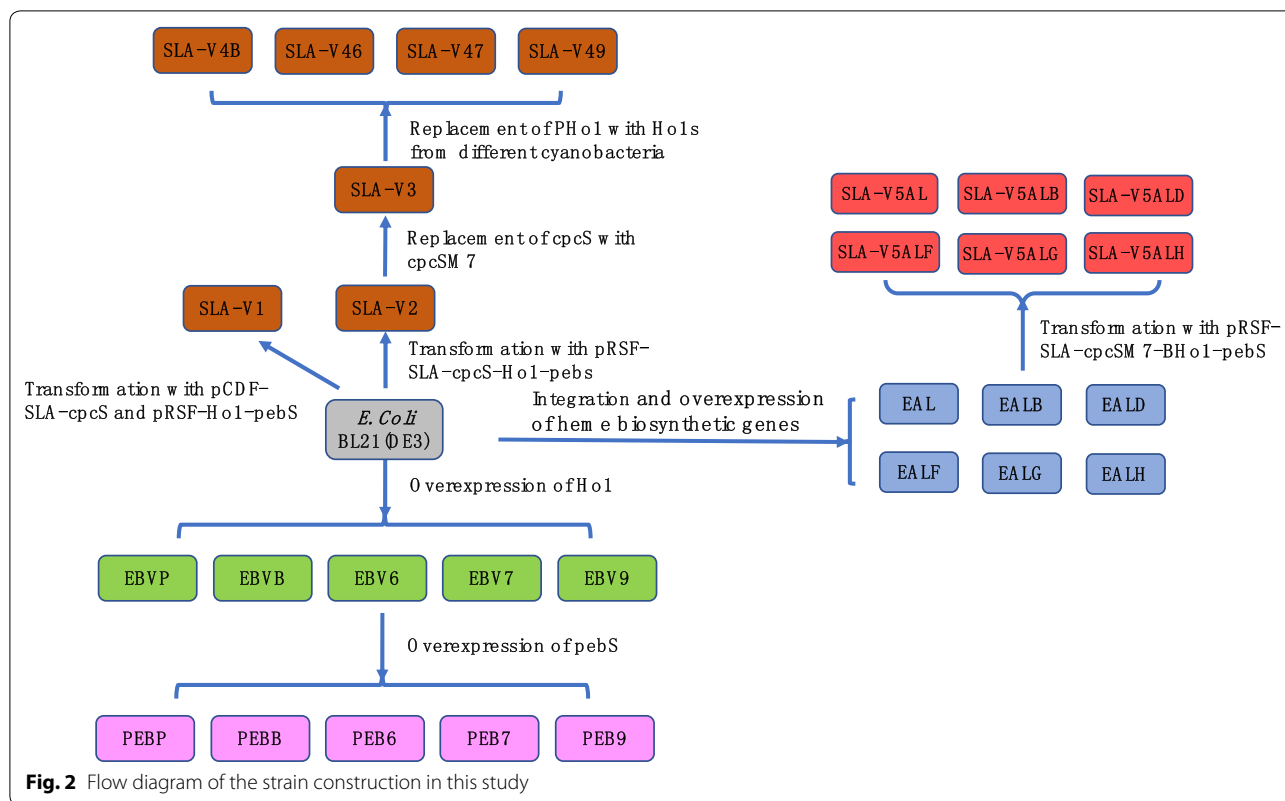 SLA-V4B SLA-V46 SLA-V47 SLA-V49
Replacement of PHo1 with Ho1s
from different cyanobacteria
SLA-V3
Replacement of cpcS with
cpcSM7
SLA-V1 SLA-V2
Transformation with pRSF-
SLA-cpcS-Ho1-pebs
Transformation with pCDF-
SLA-cpcS and pRSF-Ho1-pebS
E.Coli
BL21(DE3)
SLA-V5AL SLA-V5ALB SLA-V5ALD
SLA-V5ALF SLA-V5ALG SLA-V5ALH
Transformation with pRSF-
SLA-cpcSM7-BHo1-pebS
Integration and overexpression
of heme biosynthetic genes
EAL EALB EALD
EALF EALG EALH
Overexpression of Ho1
EBVP EBVB EBV6 EBV7 EBV9
Overexpression of pebS
PEBP PEBB PEB6 PEB7 PEB9
Fig. 2 Flow diagram of the strain construction in this study